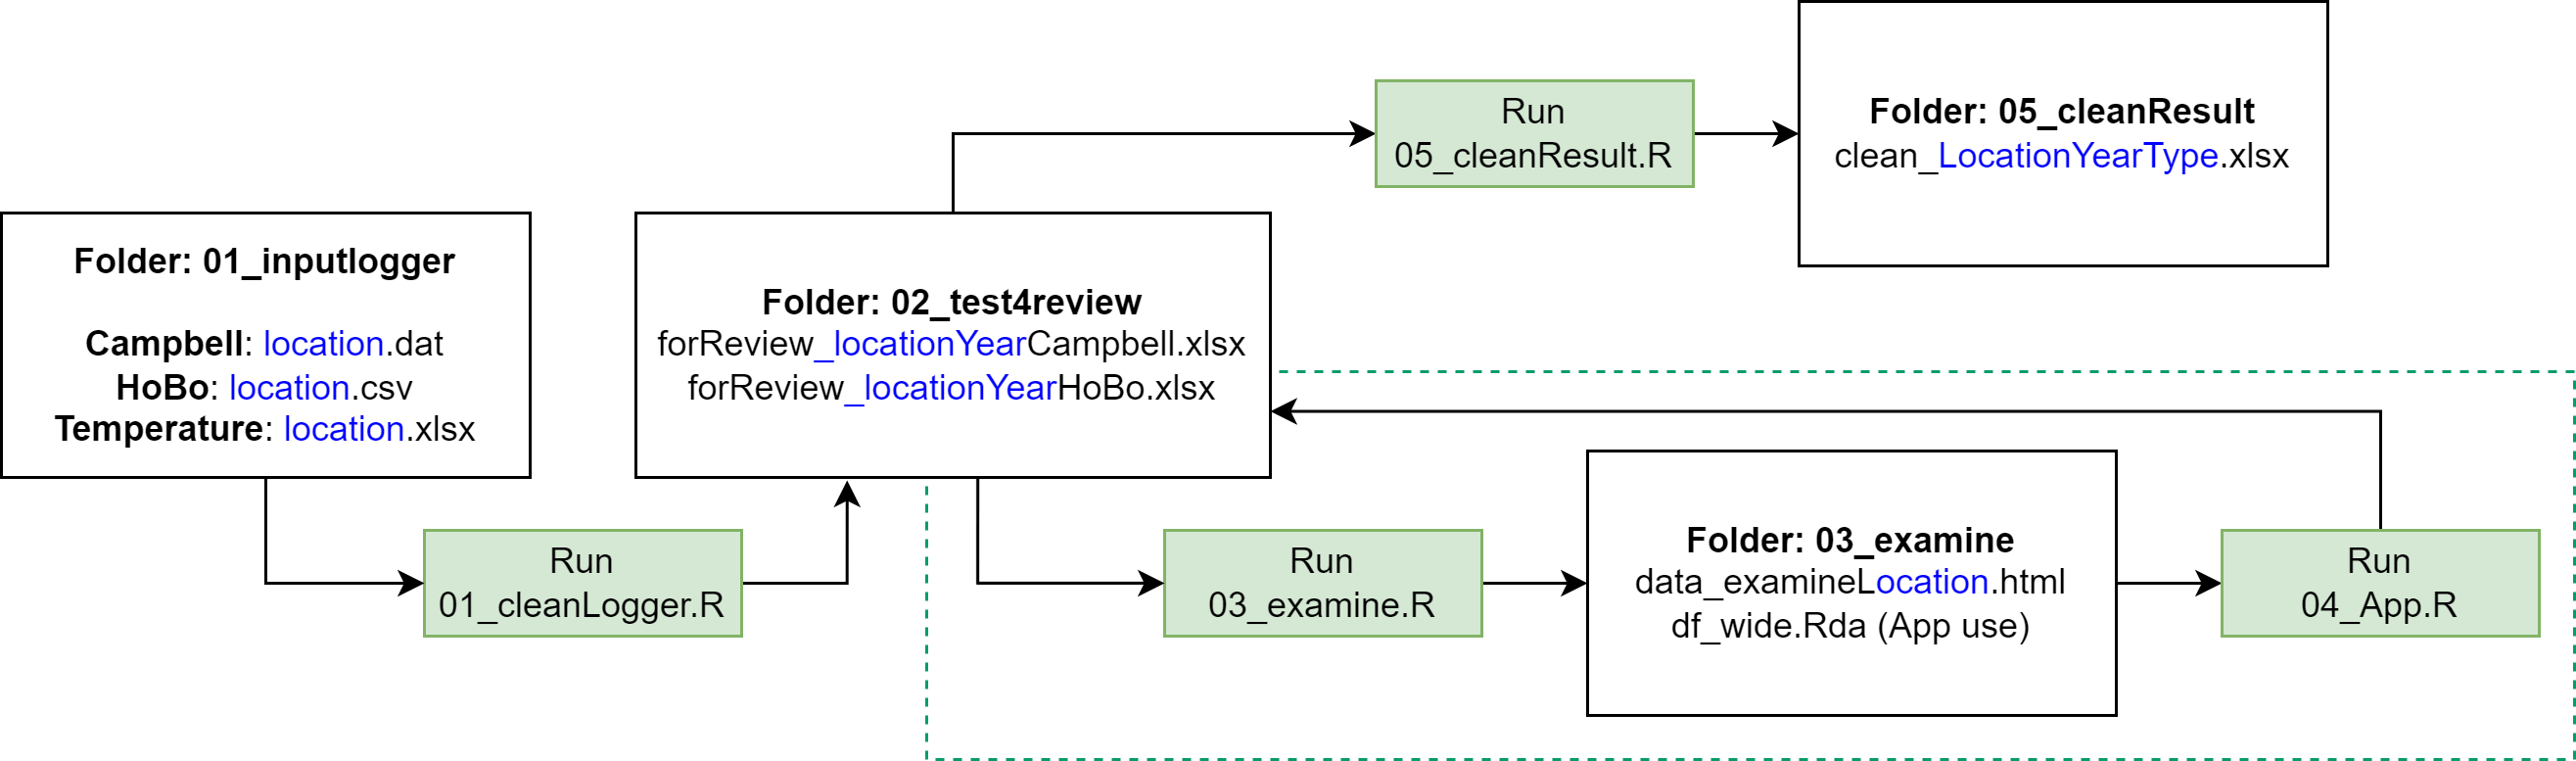 Folder: 01_inputlogger
Campbell: location.dat
HoBo: location.csv
Temperature: location.xlsx
Run
01_cleanLogger.R
Folder: 02_test4review
forReview_locationYearCampbell.xlsx
forReview_locationYearHoBo.xlsx
Run
03_examine.R
Folder: 03_examine
data_examineLocation.html
df_wide.Rda (App use)
Run
04_App.R
Run
05_cleanResult.R
Folder: 05_cleanResult
clean_LocationYearType.xlsx